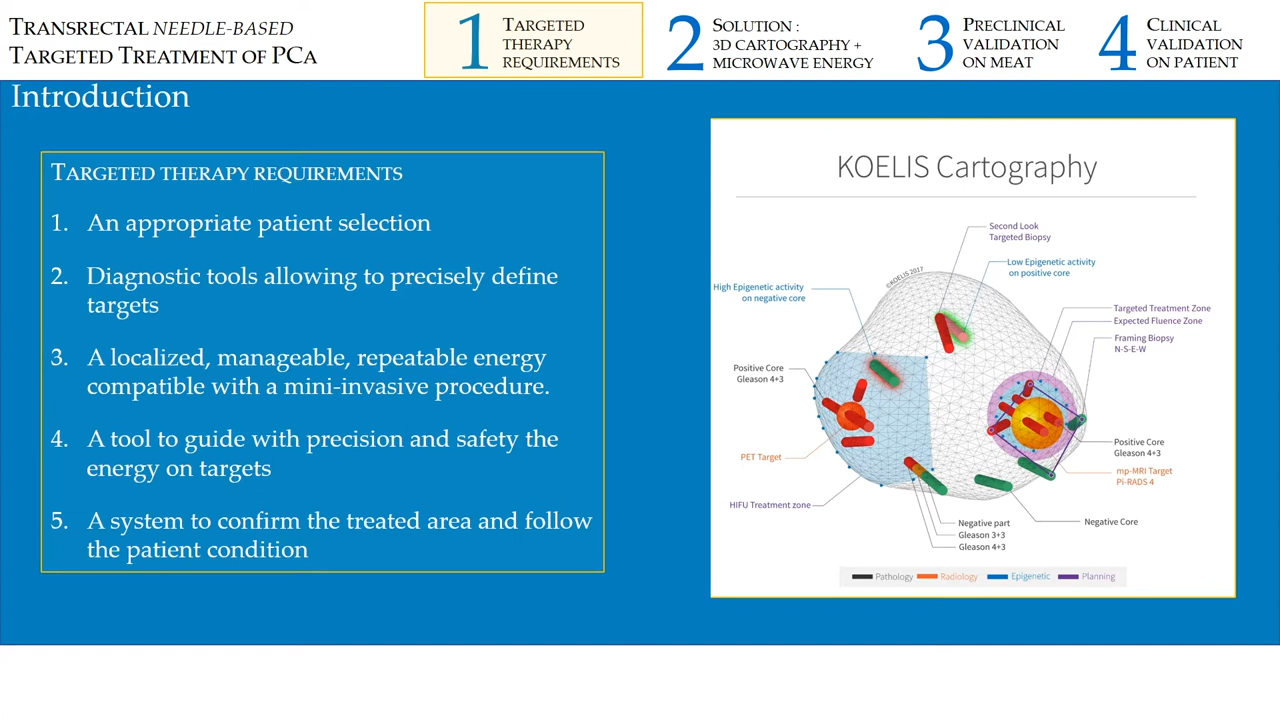 TRANSRECTAL NEEDLE-BASED
TARGETED TREATMENT OF PCa
1
TARGETED
THERAPY
REQUIREMENTS
2
SOLUTION :
3D CARTOGRAPHY +
MICROWAVE ENERGY
3
PRECLINICAL
VALIDATION
ON MEAT
4
CLINICAL
VALIDATION
ON PATIENT
Introduction
TARGETED THERAPY REQUIREMENTS
1. An appropriate patient selection
2. Diagnostic tools allowing to precisely define
targets
3. A localized, manageable, repeatable energy
compatible with a mini-invasive procedure.
4. A tool to guide with precision and safety the
energy on targets
5. A system to confirm the treated area and follow
the patient condition
KOELIS Cartography
Second Look
Targeted Biopsy
Low Epigenetic activity
on positive core
©KOELIS 2017
High Epigenetic activity
on negative core
Targeted Treatment Zone
Expected Fluence Zone
Framing Biopsy
N-S-E-W
Positive Core
Gleason 4+3
Positive Core
Gleason 4+3
PET Target
mp-MRI Target
Pi-RADS 4
HIFU Treatment zone
Negative part
Gleason 3+3
Gleason 4+3
Negative Core
Pathology Radiology Epigenetic Planning